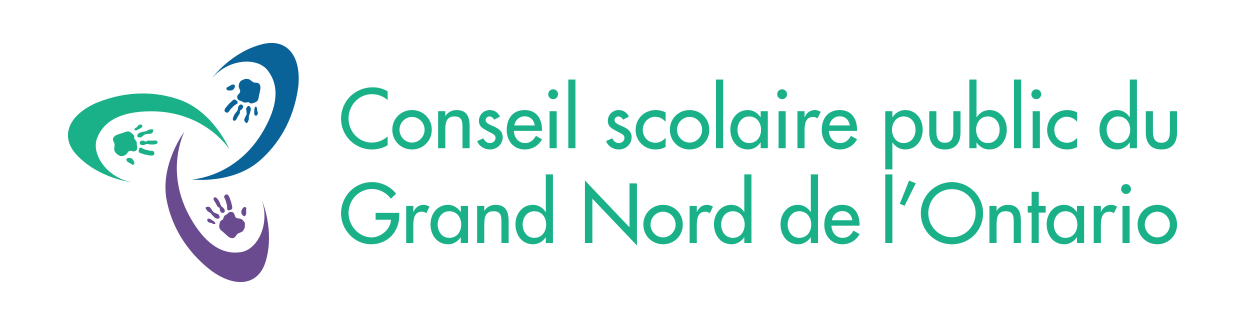 Conseil scolaire public du
Grand Nord de l’Ontario